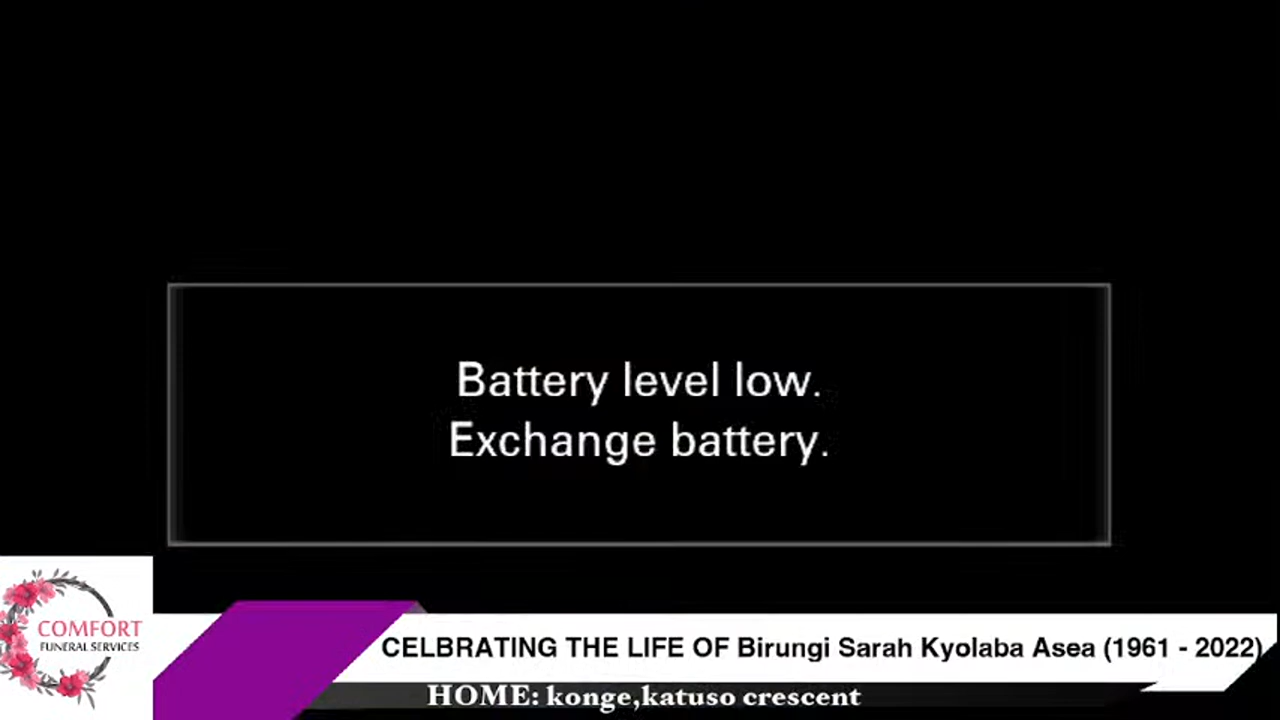 Battery level low.
Exchange battery.
COMFORT
FUNERAL SERVICES
CELBRATING THE LIFE OF Birungi Sarah Kyolaba Asea (1961 - 2022)
HOME: konge,katuso crescent